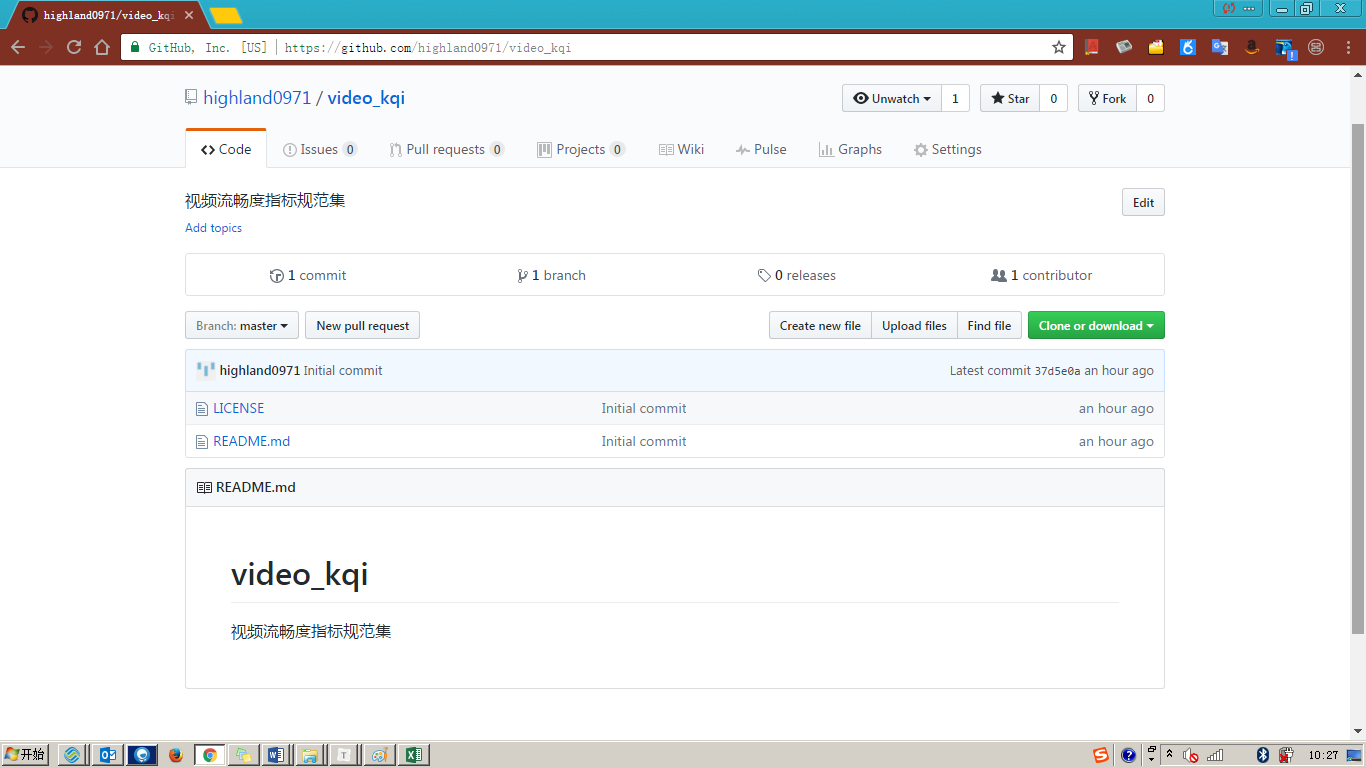 highland0971/video_kqi
GitHub, Inc. [US] | https://github.com/highland0971/video_kqi
highland0971 / video_kqi
Unwatch 1 Star 0 Fork 0
Code Issues 0 Pull requests 0 Projects 0 Wiki Pulse Graphs Settings
视频流畅度指标规范集
Edit
Add topics
1 commit 1 branch 0 releases 1 contributor
Branch: master New pull request Create new file Upload files Find file Clone or download
highland0971 Initial commit Latest commit 37d5e0a an hour ago
LICENSE Initial commit an hour ago
README.md Initial commit an hour ago
README.md
video_kqi
视频流畅度指标规范集
开始 10:27